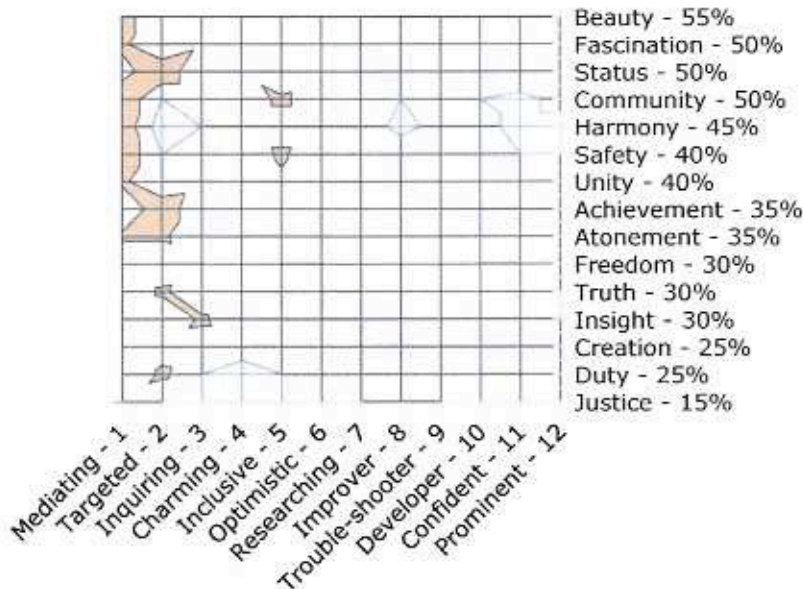 Beauty - 55%
Fascination - 50%
Status - 50%
Community - 50%
Harmony - 45%
Safety - 40%
Unity - 40%
Achievement - 35%
Atonement - 35%
Freedom - 30%
Truth - 30%
Insight - 30%
Creation - 25%
Duty - 25%
Justice - 15%
Mediating - 1
Targeted - 2
Inquiring - 3
Charming - 4
Inclusive - 5
Optimistic - 6
Researching - 7
Improver - 8
Trouble-shooter - 9
Developer - 10
Confident - 11
Prominent - 12